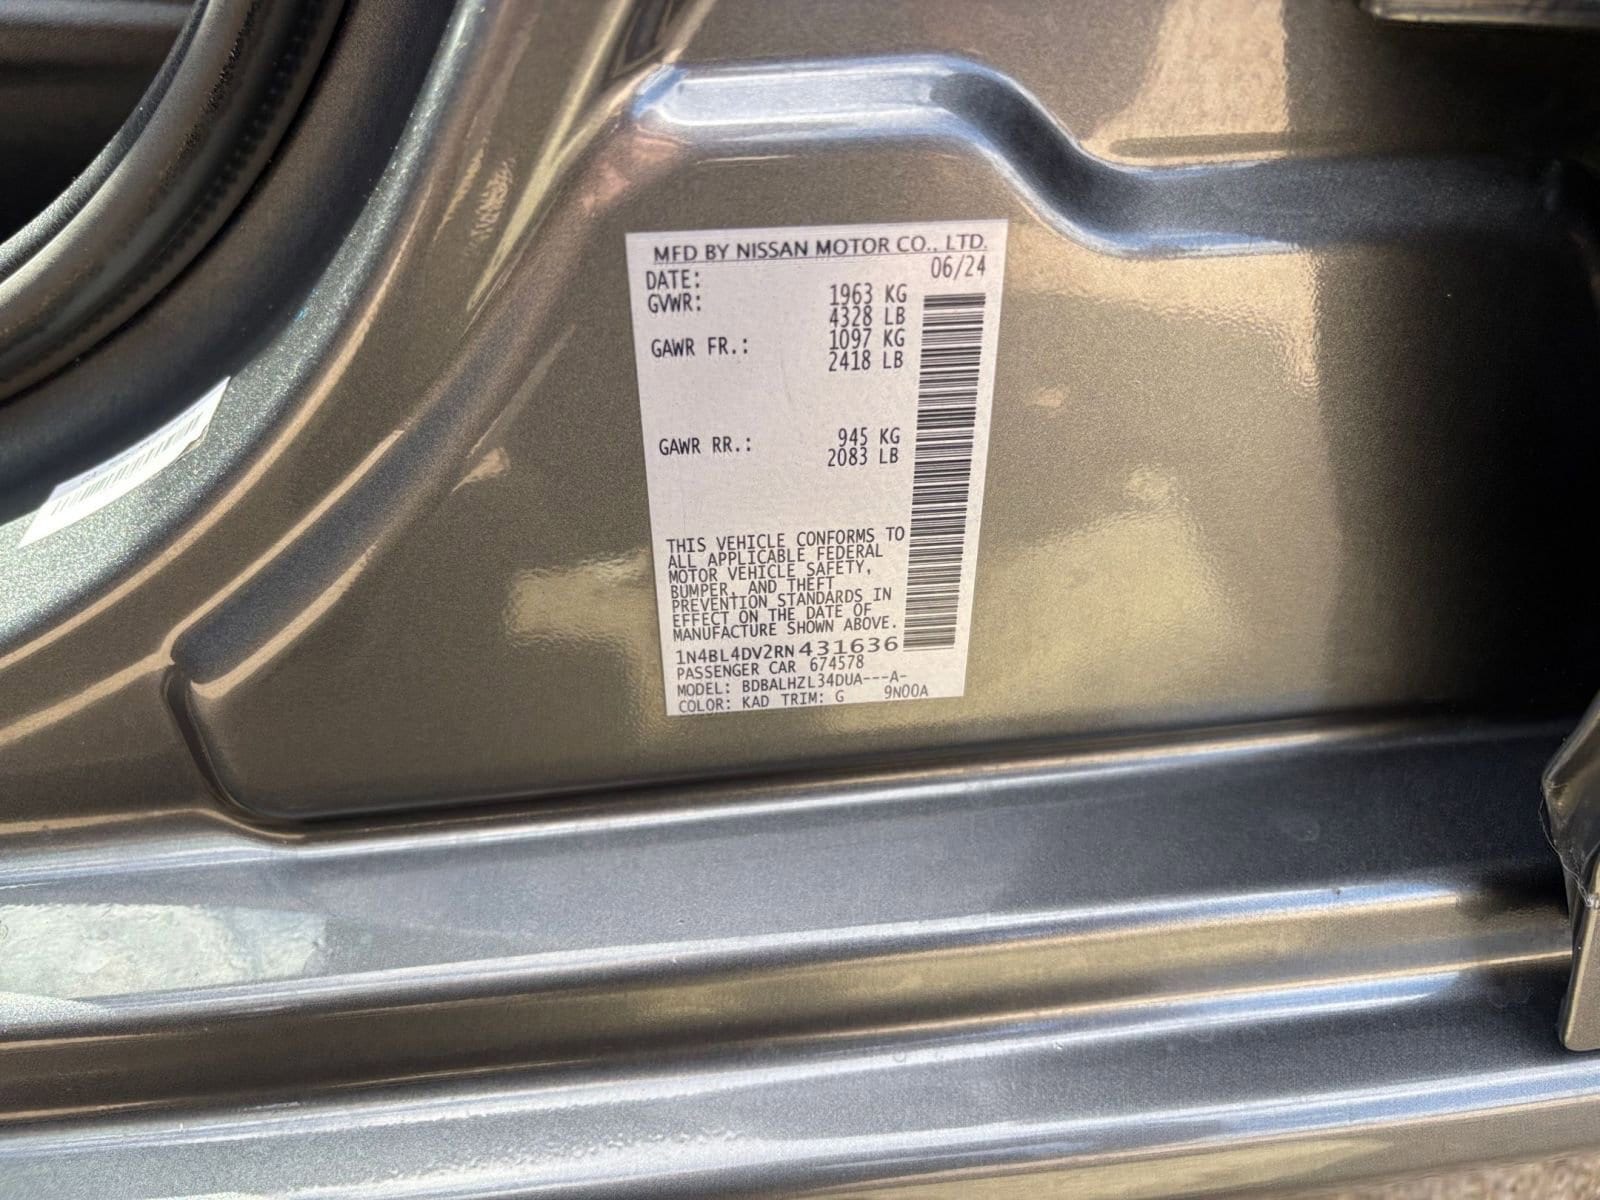 MFD BY NISSAN MOTOR CO., LTD.
DATE: 06/24
GVWR: 1963 KG
4328 LB
GAWR FR.: 1097 KG
2418 LB
GAWR RR.: 945 KG
2083 LB
THIS VEHICLE CONFORMS TO
ALL APPLICABLE FEDERAL
MOTOR VEHICLE SAFETY,
BUMPER, AND THEFT
PREVENTION STANDARDS IN
EFFECT ON THE DATE OF
MANUFACTURE SHOWN ABOVE.
1N4BL4DV2RN431636
PASSENGER CAR 674578
MODEL: BDBALHZL34DUA---A-
COLOR: KAD TRIM: G 9N00A